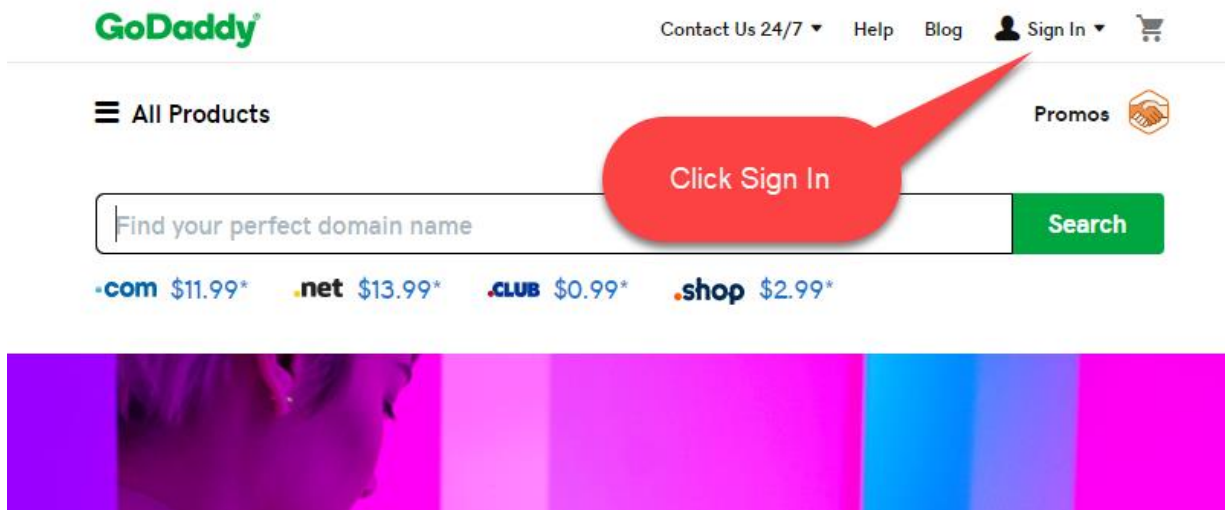 GoDaddy
Contact Us 24/7 Help Blog Sign In
All Products
Promos
Click Sign In
Find your perfect domain name
Search
.com $11.99* .net $13.99* .CLUB $0.99* .shop $2.99*